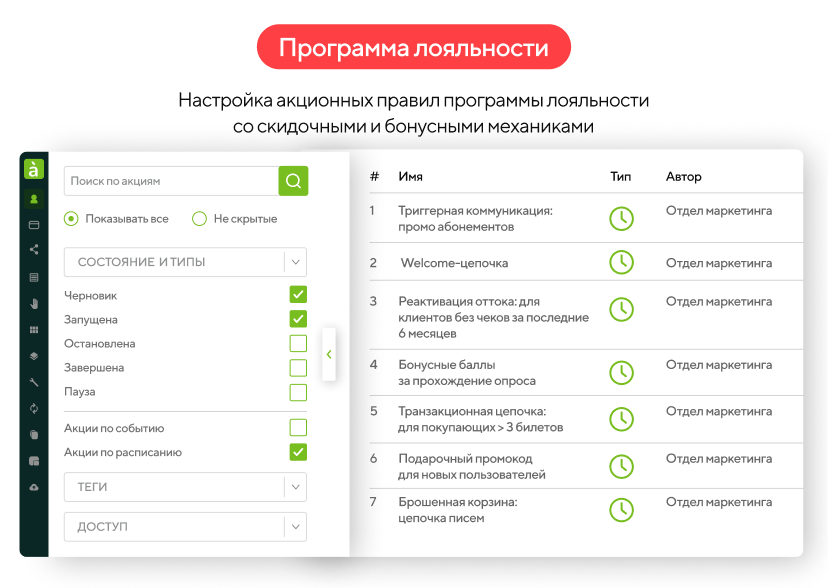 Программа лояльности
Настройка акционных правил программы лояльности
со скидочными и бонусными механиками
à
Поиск по акциям
Показывать все
Не скрытые
СОСТОЯНИЕ И ТИПЫ
Черновик
Запущена
Остановлена
Завершена
Пауза
Акции по событию
Акции по расписанию
ТЕГИ
ДОСТУП
# Имя Тип Автор
1 Триггерная коммуникация: Отдел маркетинга
промо абонементов
2 Welcome-цепочка Отдел маркетинга
3 Реактивация оттока: для Отдел маркетинга
клиентов без чеков за последние
6 месяцев
4 Бонусные баллы Отдел маркетинга
за прохождение опроса
5 Транзакционная цепочка: Отдел маркетинга
для покупающих > 3 билетов
6 Подарочный промокод Отдел маркетинга
для новых пользователей
7 Брошенная корзина: Отдел маркетинга
цепочка писем